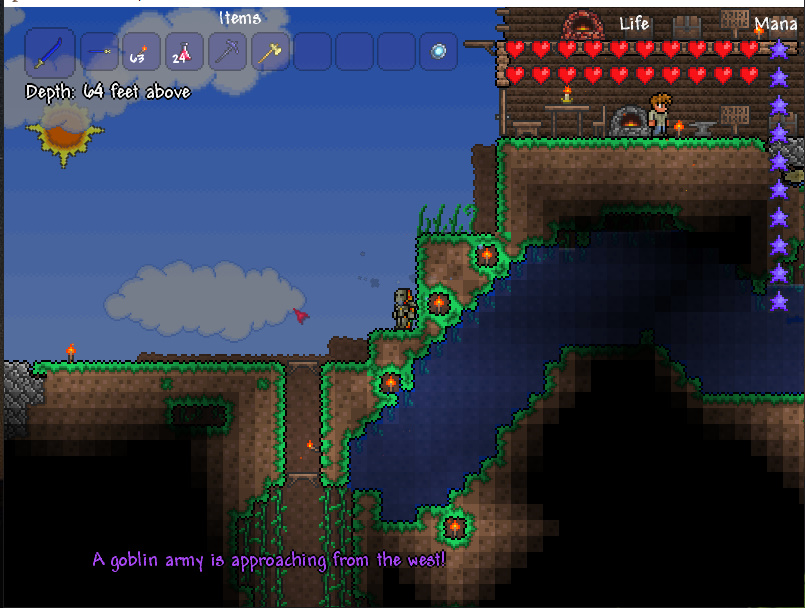 Items
Life
Mana
63
24
Depth: 64 feet above
A goblin army is approaching from the west!